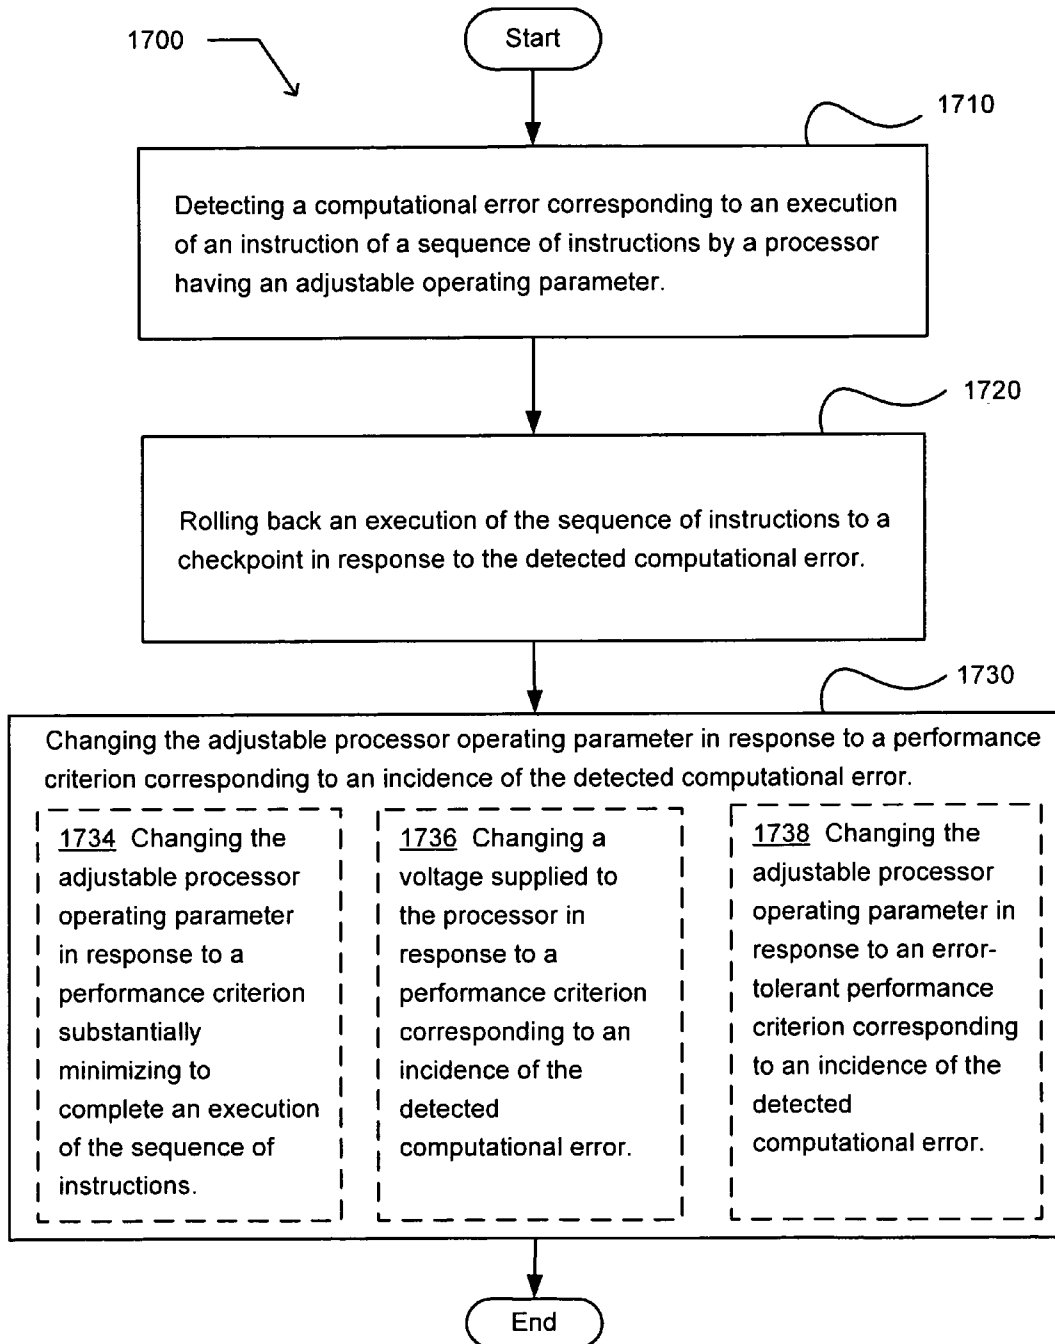 1700
Start
1710
Detecting a computational error corresponding to an execution
of an instruction of a sequence of instructions by a processor
having an adjustable operating parameter.
1720
Rolling back an execution of the sequence of instructions to a
checkpoint in response to the detected computational error.
1730
Changing the adjustable processor operating parameter in response to a performance
criterion corresponding to an incidence of the detected computational error.
1734 Changing the
adjustable processor
operating parameter
in response to a
performance criterion
substantially
minimizing to
complete an execution
of the sequence of
instructions.
1736 Changing a
voltage supplied to
the processor in
response to a
performance criterion
corresponding to an
incidence of the
detected
computational error.
1738 Changing the
adjustable processor
operating parameter in
response to an error-
tolerant performance
criterion corresponding
to an incidence of the
detected
computational error.
End